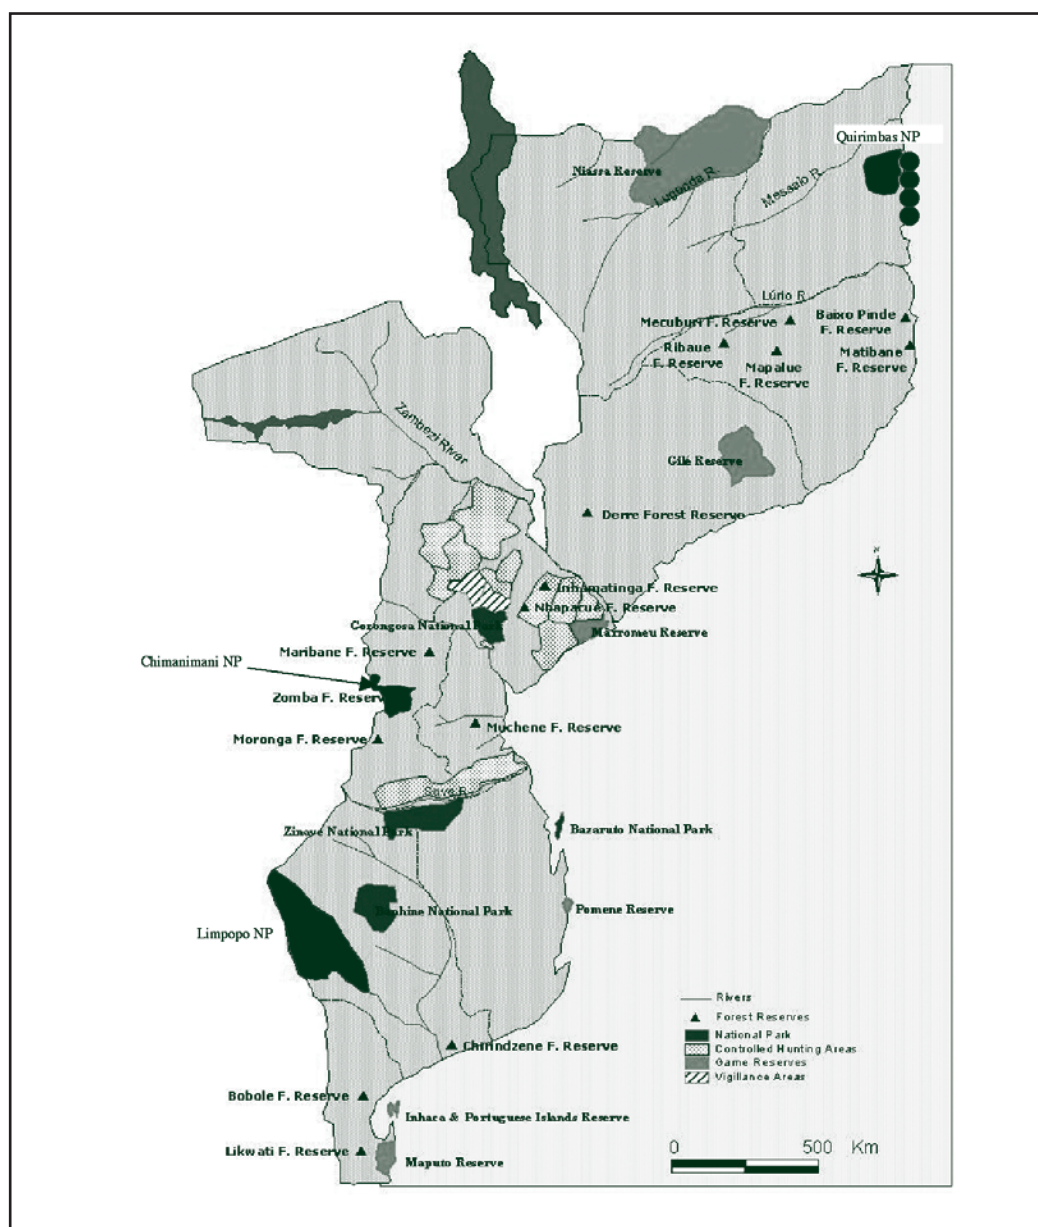 Quirimbas NP
Niassa Reserve
Lugenda R.
Messalo R.
Lúrio R.
Mecuburi F. Reserve
Baixo Pinde
F. Reserve
Ribaue
F. Reserve
Mapalue
F. Reserve
Matibane
F. Reserve
Zambezi River
Gilé Reserve
Derre Forest Reserve
N
Inhamatinga F. Reserve
Nhapacué F. Reserve
Gorongosa National Park
Marromeu Reserve
Maribane F. Reserve
Chimanimani NP
Zomba F. Reserve
Muchene F. Reserve
Moronga F. Reserve
Save R.
Zinave National Park
Bazaruto National Park
Banhine National Park
Pomene Reserve
Limpopo NP
Rivers
Forest Reserves
National Park
Controlled Hunting Areas
Game Reserves
Vigillance Areas
Chirindzene F. Reserve
Bobole F. Reserve
Inhaca & Portuguese Islands Reserve
Likwati F. Reserve
Maputo Reserve
0 500 Km